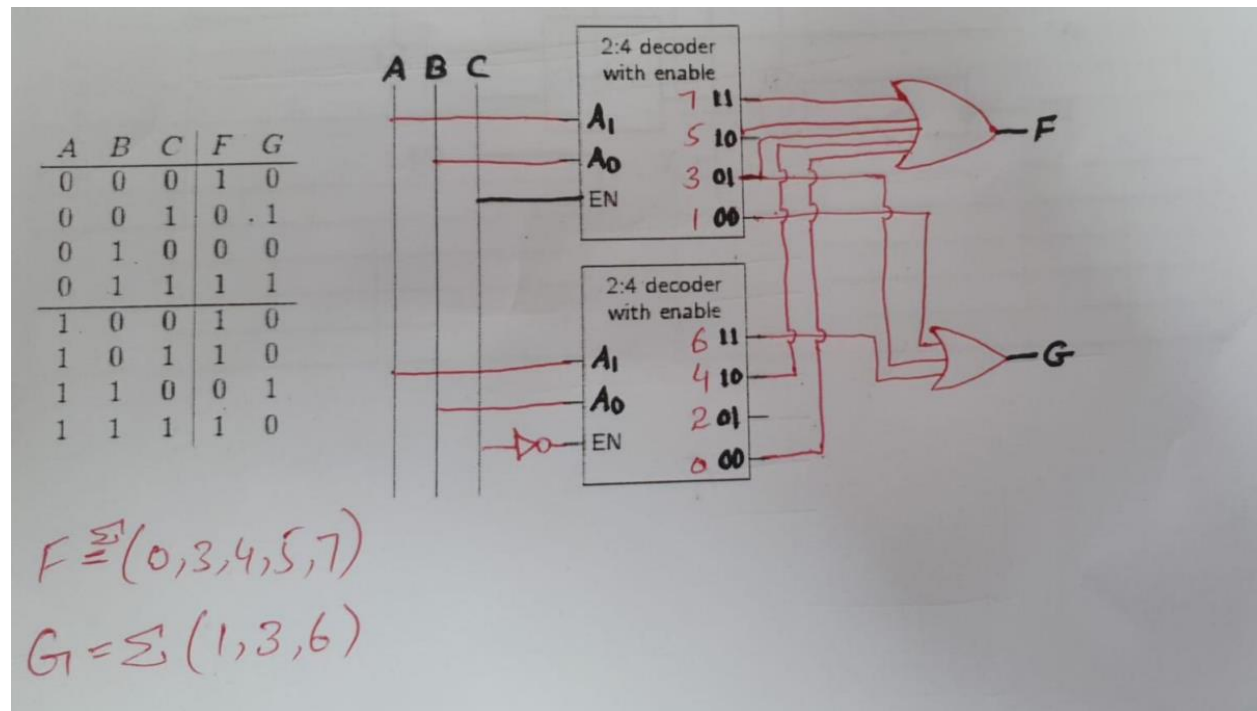 A B C F G
0 0 0 1 0
0 0 1 0 1
0 1 0 0 0
0 1 1 1 1
1 0 0 1 0
1 0 1 1 0
1 1 0 0 1
1 1 1 1 0
F = Σ(0,3,4,5,7)
G = Σ (1,3,6)
A B C
2:4 decoder
with enable
A1
A0
EN
7 11
5 10
3 01
1 00
F
2:4 decoder
with enable
A1
A0
EN
6 11
4 10
2 01
0 00
G